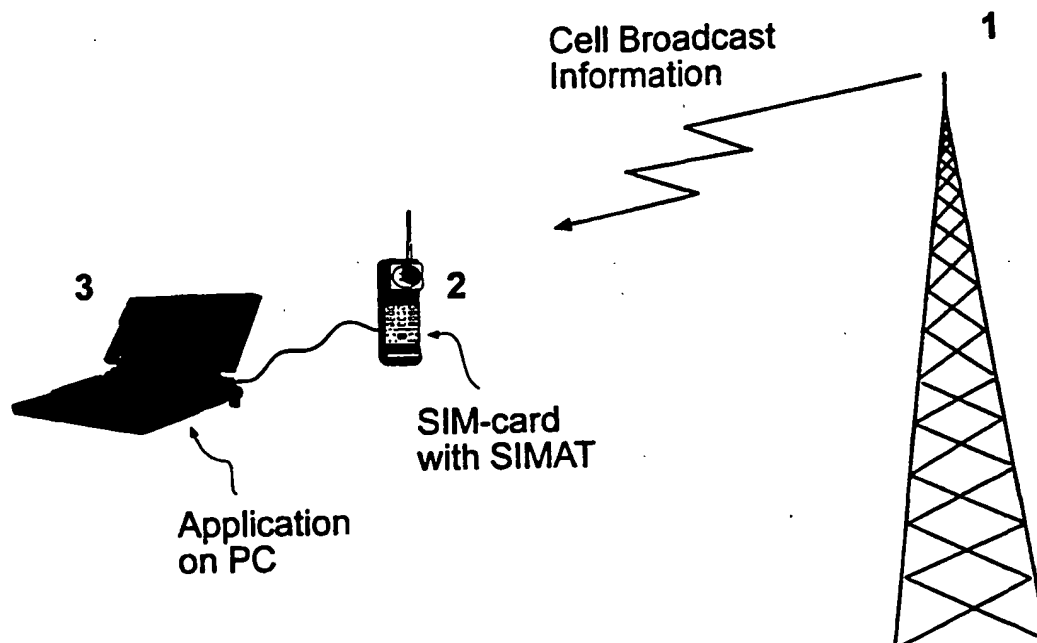 Cell Broadcast
Information
1
2
3
SIM-card
with SIMAT
Application
on PC